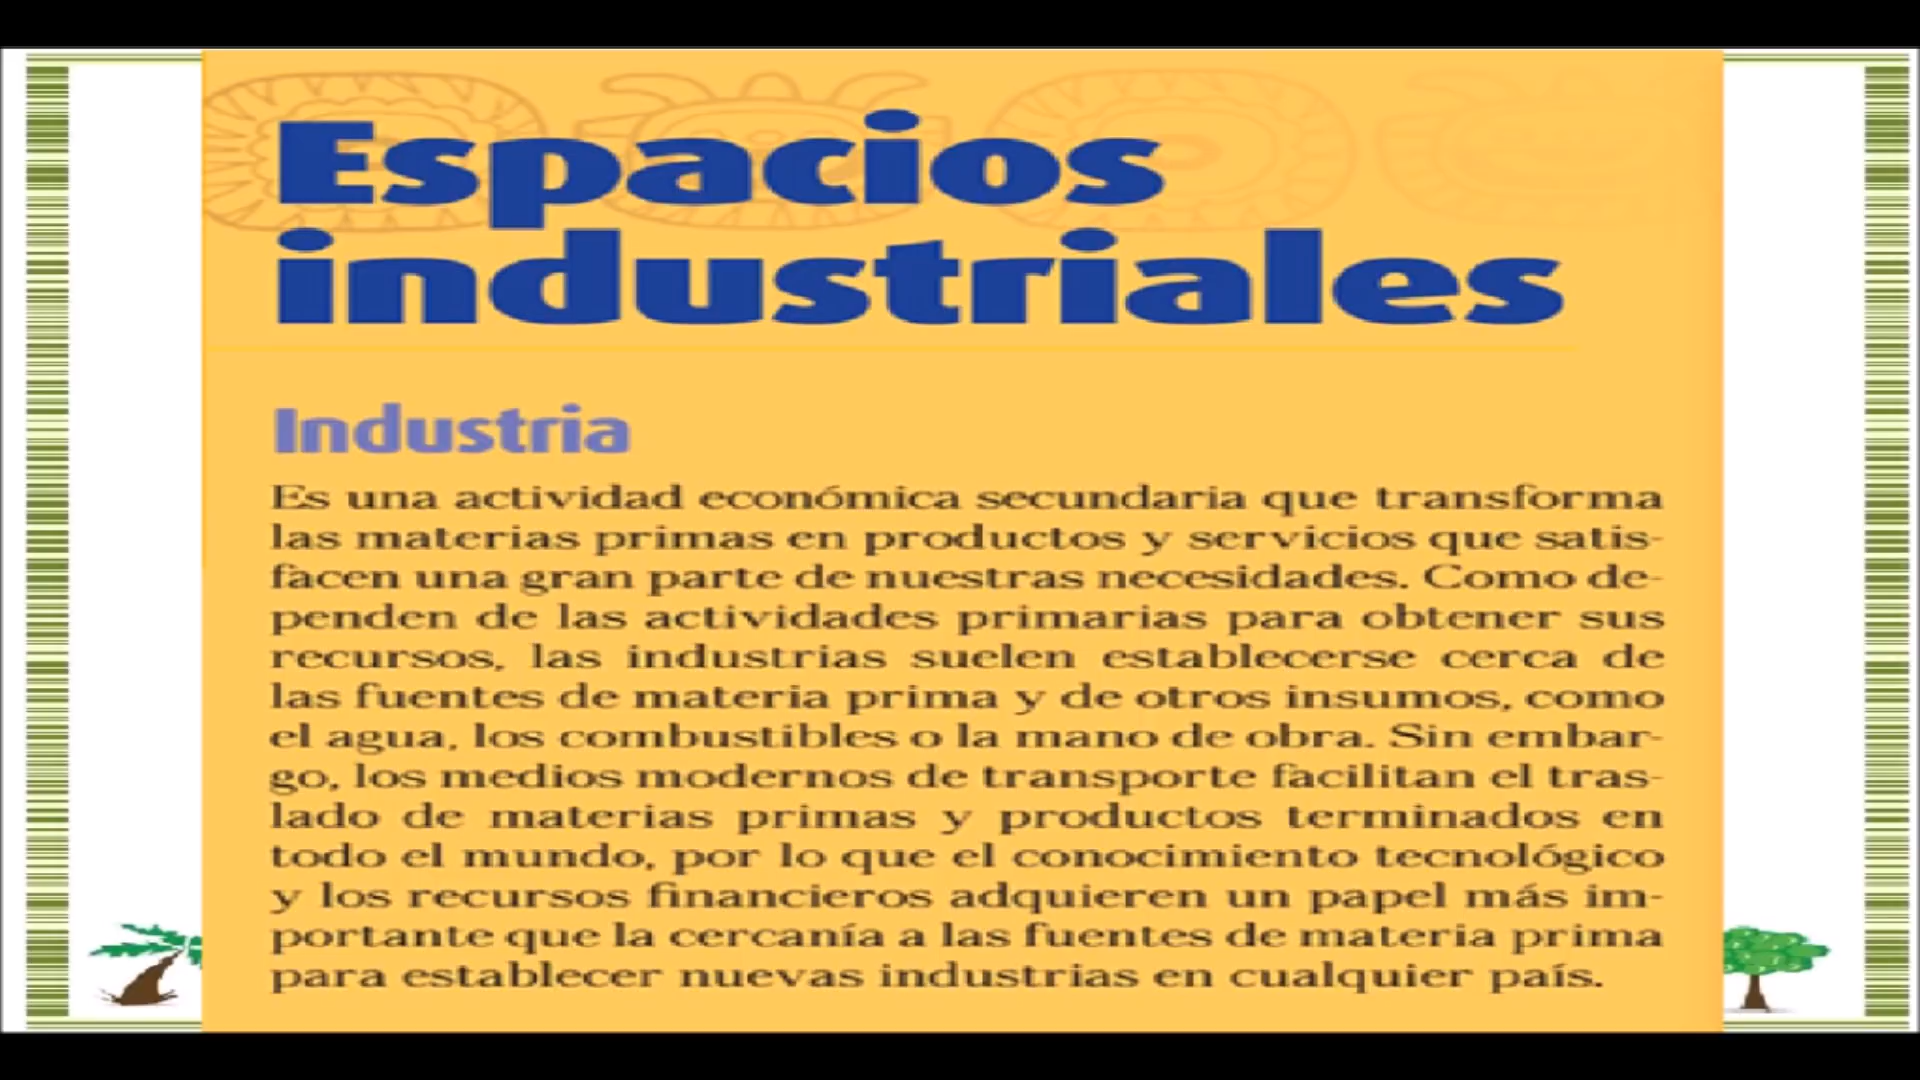 Espacios
industriales
Industria
Es una actividad económica secundaria que transforma
las materias primas en productos y servicios que satis-
facen una gran parte de nuestras necesidades. Como de-
penden de las actividades primarias para obtener sus
recursos, las industrias suelen establecerse cerca de
las fuentes de materia prima y de otros insumos, como
el agua, los combustibles o la mano de obra. Sin embar-
go, los medios modernos de transporte facilitan el tras-
lado de materias primas y productos terminados en
todo el mundo, por lo que el conocimiento tecnológico
y los recursos financieros adquieren un papel más im-
portante que la cercanía a las fuentes de materia prima
para establecer nuevas industrias en cualquier país.